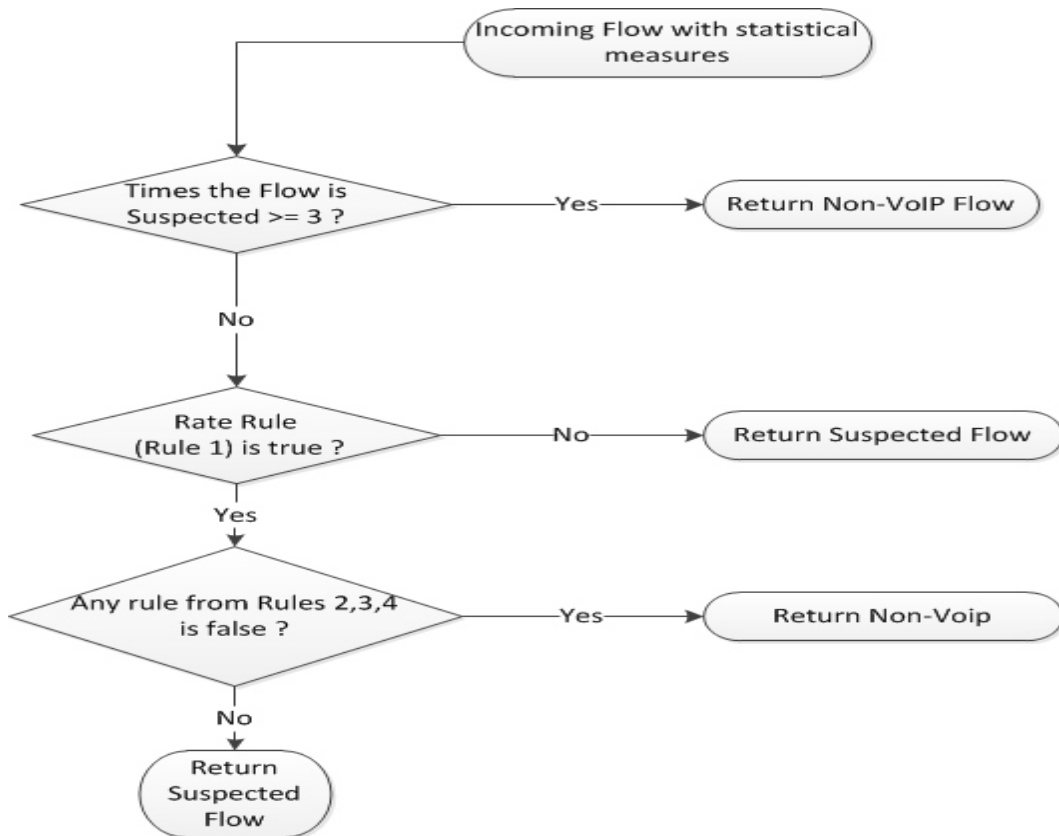 Incoming Flow with statistical
measures
Times the Flow is
Suspected >= 3 ?
Yes
Return Non-VoIP Flow
No
Rate Rule
(Rule 1) is true ?
No
Return Suspected Flow
Yes
Any rule from Rules 2,3,4
is false ?
Yes
Return Non-Voip
No
Return
Suspected
Flow